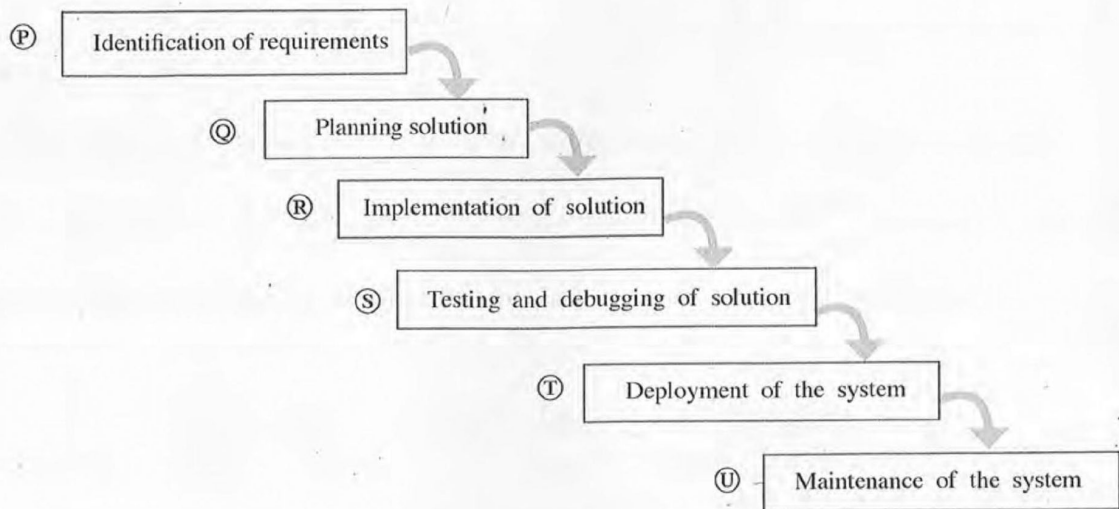 Ⓟ Identification of requirements
Ⓠ Planning solution
Ⓡ Implementation of solution
Ⓢ Testing and debugging of solution
Ⓣ Deployment of the system
Ⓤ Maintenance of the system